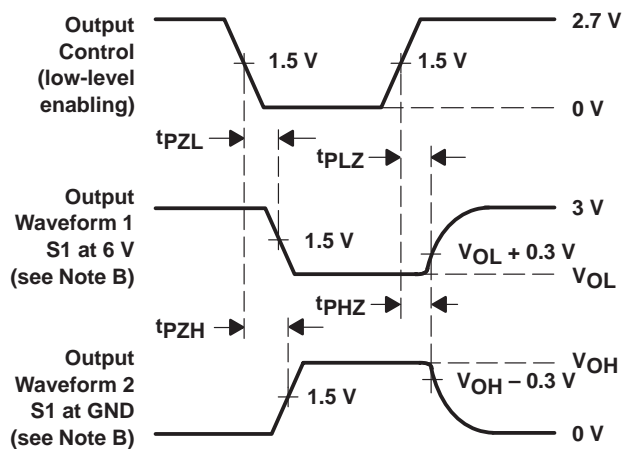 Output
Control
(low-level
enabling)
2.7 V
1.5 V
1.5 V
0 V
tPZL
tPLZ
Output
Waveform 1
S1 at 6 V
(see Note B)
3 V
1.5 V
VOL + 0.3 V
VOL
tPHZ
tPZH
Output
Waveform 2
S1 at GND
(see Note B)
VOH
1.5 V
VOH − 0.3 V
0 V